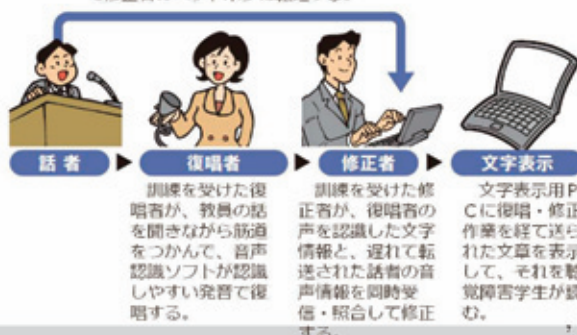 話者
復唱者
修正者
文字表示
訓練を受けた復
唱者が、教員の話
を聞きながら筋道
をつかんで、音声
認識ソフトが認識
しやすい発音で復
唱する。
訓練を受けた修
正者が、復唱者の
声を認識した文字
情報と、遅れて転
送された話者の音
声情報を同時受
信・照合して修正
する
文字表示用P
Cに復唱・修正
作業を経て送ら
れた文章を表示
して、それを聴
覚障害学生が読
む。